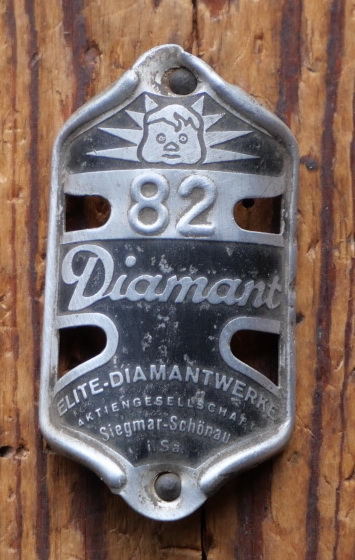 82
Diamant
ELITE-DIAMANTWERKE
AKTIENGESELLSCHAFT
Siegmar-Schönau
i. Sa.